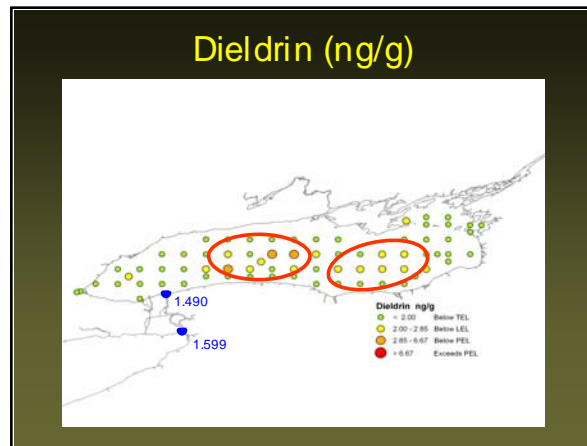 Dieldrin (ng/g)
1.490
1.599
Dieldrin ng/g
< 2.00 Below TEL
2.00 - 2.85 Below LEL
2.85 - 6.67 Below PEL
> 6.67 Exceeds PEL